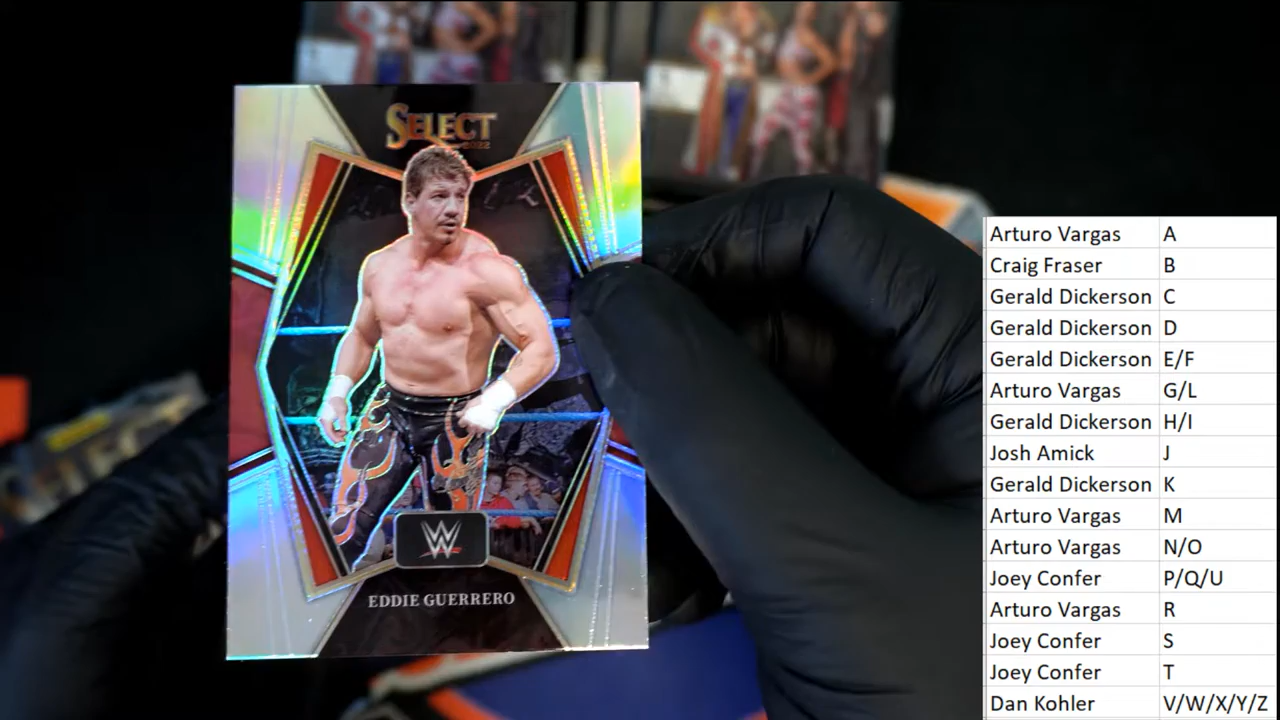 SELECT
2022
W
EDDIE GUERRERO
Arturo Vargas A
Craig Fraser B
Gerald Dickerson C
Gerald Dickerson D
Gerald Dickerson E/F
Arturo Vargas G/L
Gerald Dickerson H/I
Josh Amick J
Gerald Dickerson K
Arturo Vargas M
Arturo Vargas N/O
Joey Confer P/Q/U
Arturo Vargas R
Joey Confer S
Joey Confer T
Dan Kohler V/W/X/Y/Z